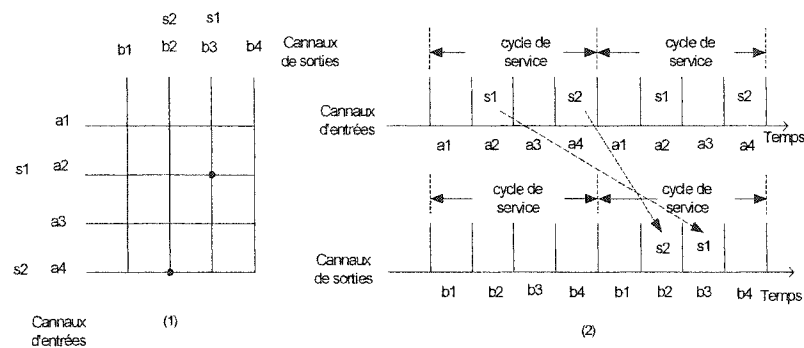 s2 s1
b1 b2 b3 b4 Cannaux de sorties
a1
s1 a2
a3
s2 a4
Cannaux d'entrées
(1)
cycle de service cycle de service
s1 s2 s1 s2
Cannaux d'entrées
a1 a2 a3 a4 a1 a2 a3 a4 Temps
cycle de service cycle de service
s2 s1
Cannaux de sorties
b1 b2 b3 b4 b1 b2 b3 b4 Temps
(2)